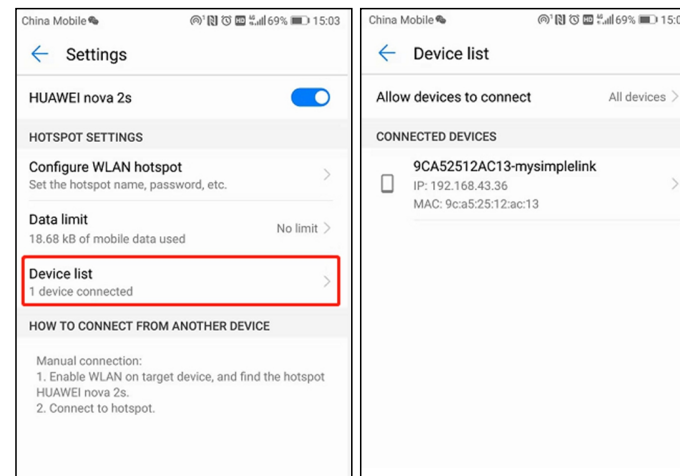 China Mobile 69% 15:03
Settings
HUAWEI nova 2s
HOTSPOT SETTINGS
Configure WLAN hotspot
Set the hotspot name, password, etc.
Data limit
18.68 kB of mobile data used
No limit
Device list
1 device connected
HOW TO CONNECT FROM ANOTHER DEVICE
Manual connection:
1. Enable WLAN on target device, and find the hotspot
HUAWEI nova 2s.
2. Connect to hotspot.
China Mobile 69% 15:0
Device list
Allow devices to connect All devices
CONNECTED DEVICES
9CA52512AC13-mysimplelink
IP: 192.168.43.36
MAC: 9c:a5:25:12:ac:13